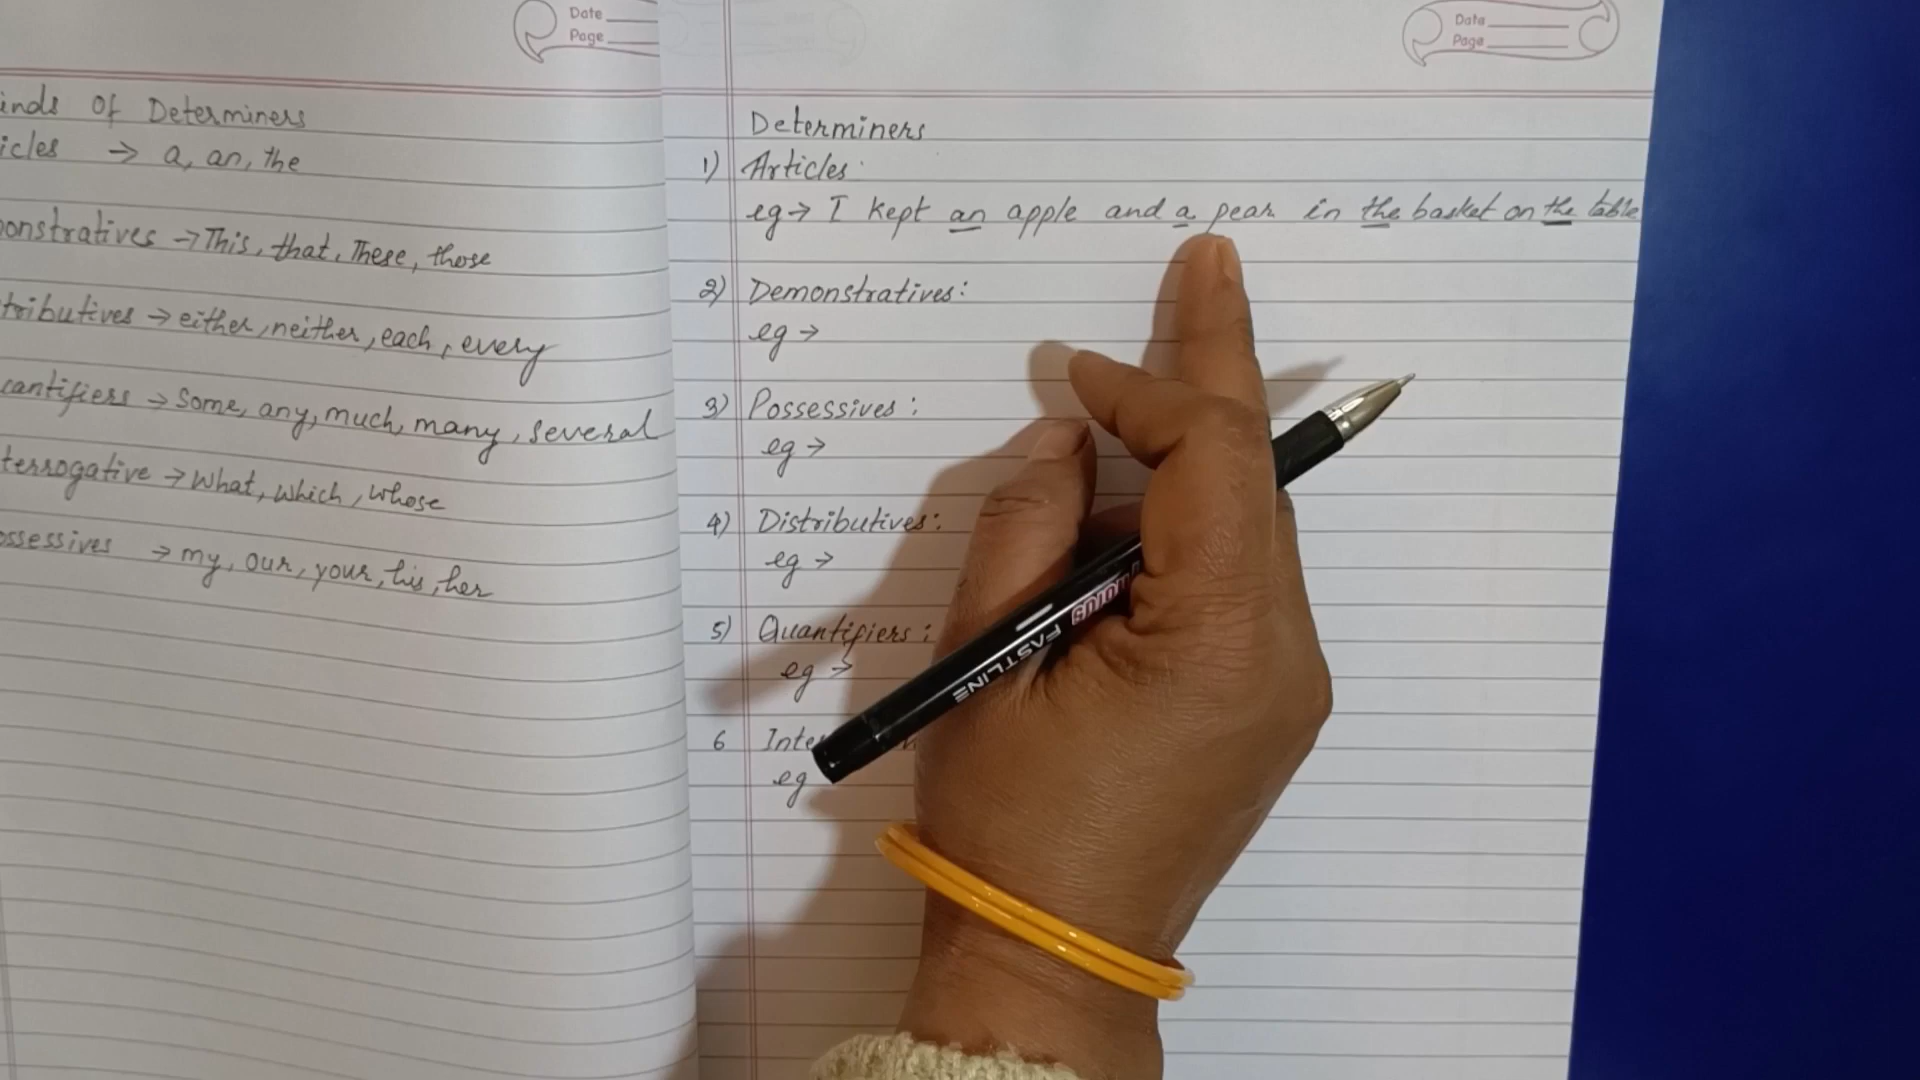 Date
Page
inds Of Determiners
icles → a, an, the
onstratives → This, that, These, those
tributives → either, neither, each, every
cantifiers → Some, any, much, many, several
terrogative → What, which, whose
ossessives → my, our, your, his, her
Date
Page
Determiners
1) Articles:
eg → I kept an apple and a pear in the basket on the table
2) Demonstratives:
eg →
3) Possessives:
eg →
4) Distributives:
eg →
5) Quantifiers:
eg →
6 Inte
eg
FASTLINE